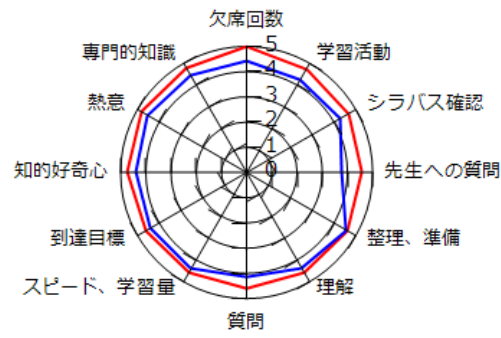 欠席回数
学習活動
シラバス確認
先生への質問
整理、準備
理解
質問
スピード、学習量
到達目標
知的好奇心
熱意
専門的知識
5
4
3
2
1
0